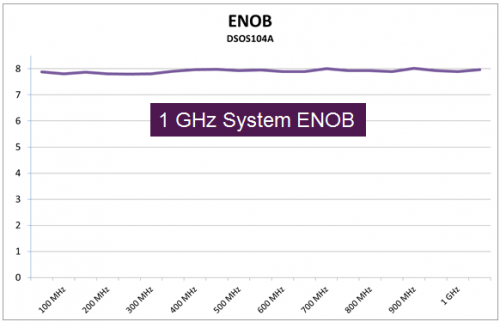 ENOB
DSOS104A
8
1 GHz System ENOB
7
6
5
4
3
2
1
0
100 MHz
200 MHz
300 MHz
400 MHz
500 MHz
600 MHz
700 MHz
800 MHz
900 MHz
1 GHz